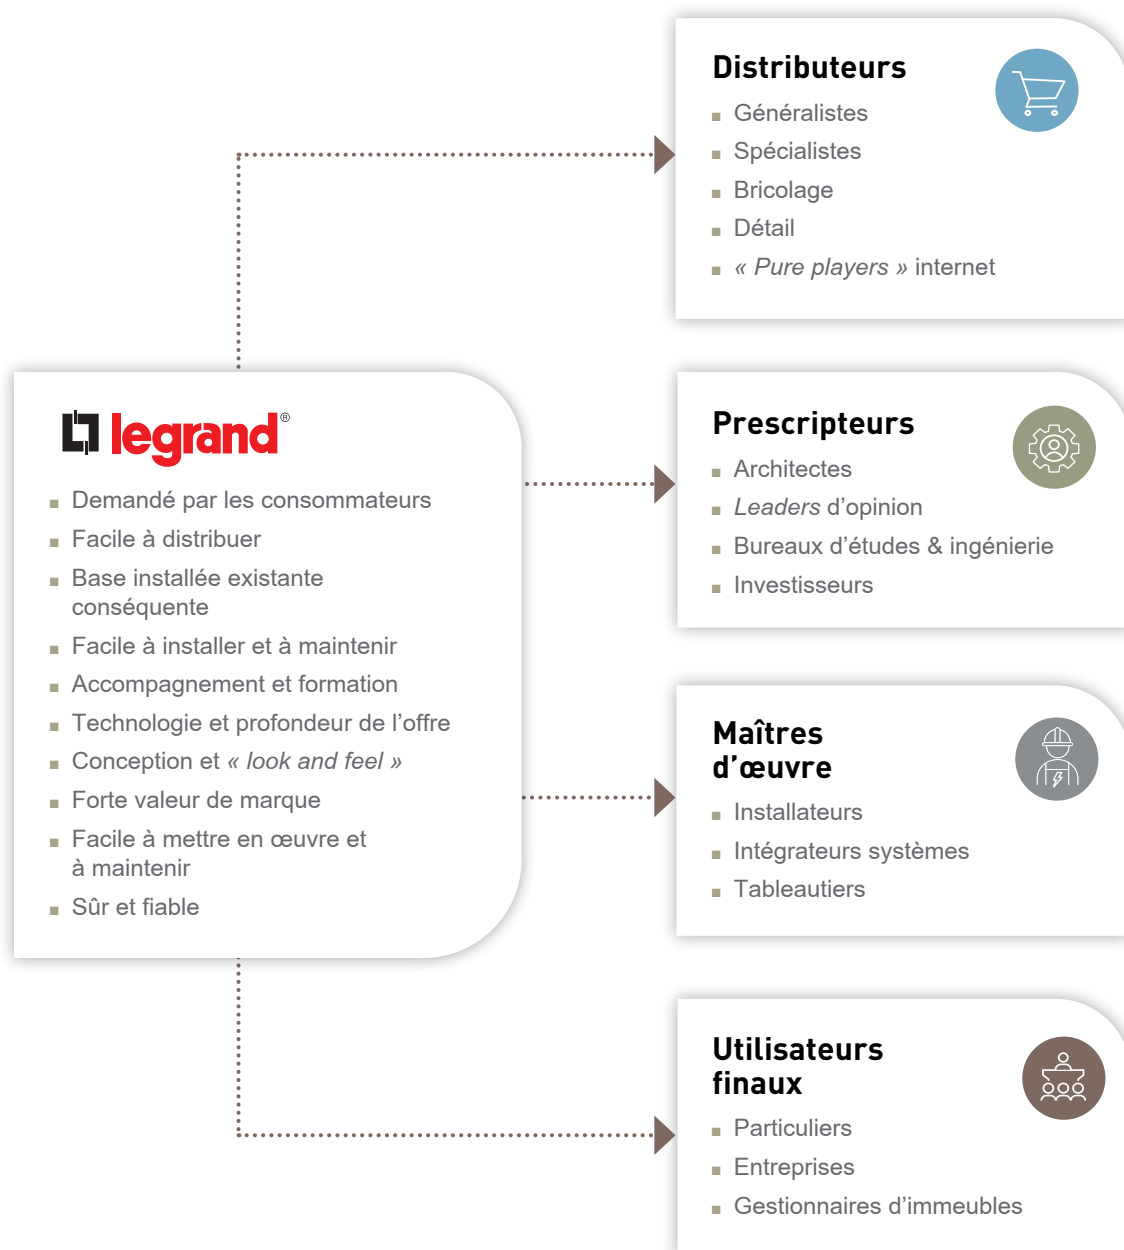 Distributeurs
▪ Généralistes
▪ Spécialistes
▪ Bricolage
▪ Détail
▪ « Pure players » internet
legrand®
▪ Demandé par les consommateurs
▪ Facile à distribuer
▪ Base installée existante
conséquente
▪ Facile à installer et à maintenir
▪ Accompagnement et formation
▪ Technologie et profondeur de l’offre
▪ Conception et « look and feel »
▪ Forte valeur de marque
▪ Facile à mettre en œuvre et
à maintenir
▪ Sûr et fiable
Prescripteurs
▪ Architectes
▪ Leaders d’opinion
▪ Bureaux d’études & ingénierie
▪ Investisseurs
Maîtres
d’œuvre
▪ Installateurs
▪ Intégrateurs systèmes
▪ Tableautiers
Utilisateurs
finaux
▪ Particuliers
▪ Entreprises
▪ Gestionnaires d’immeubles